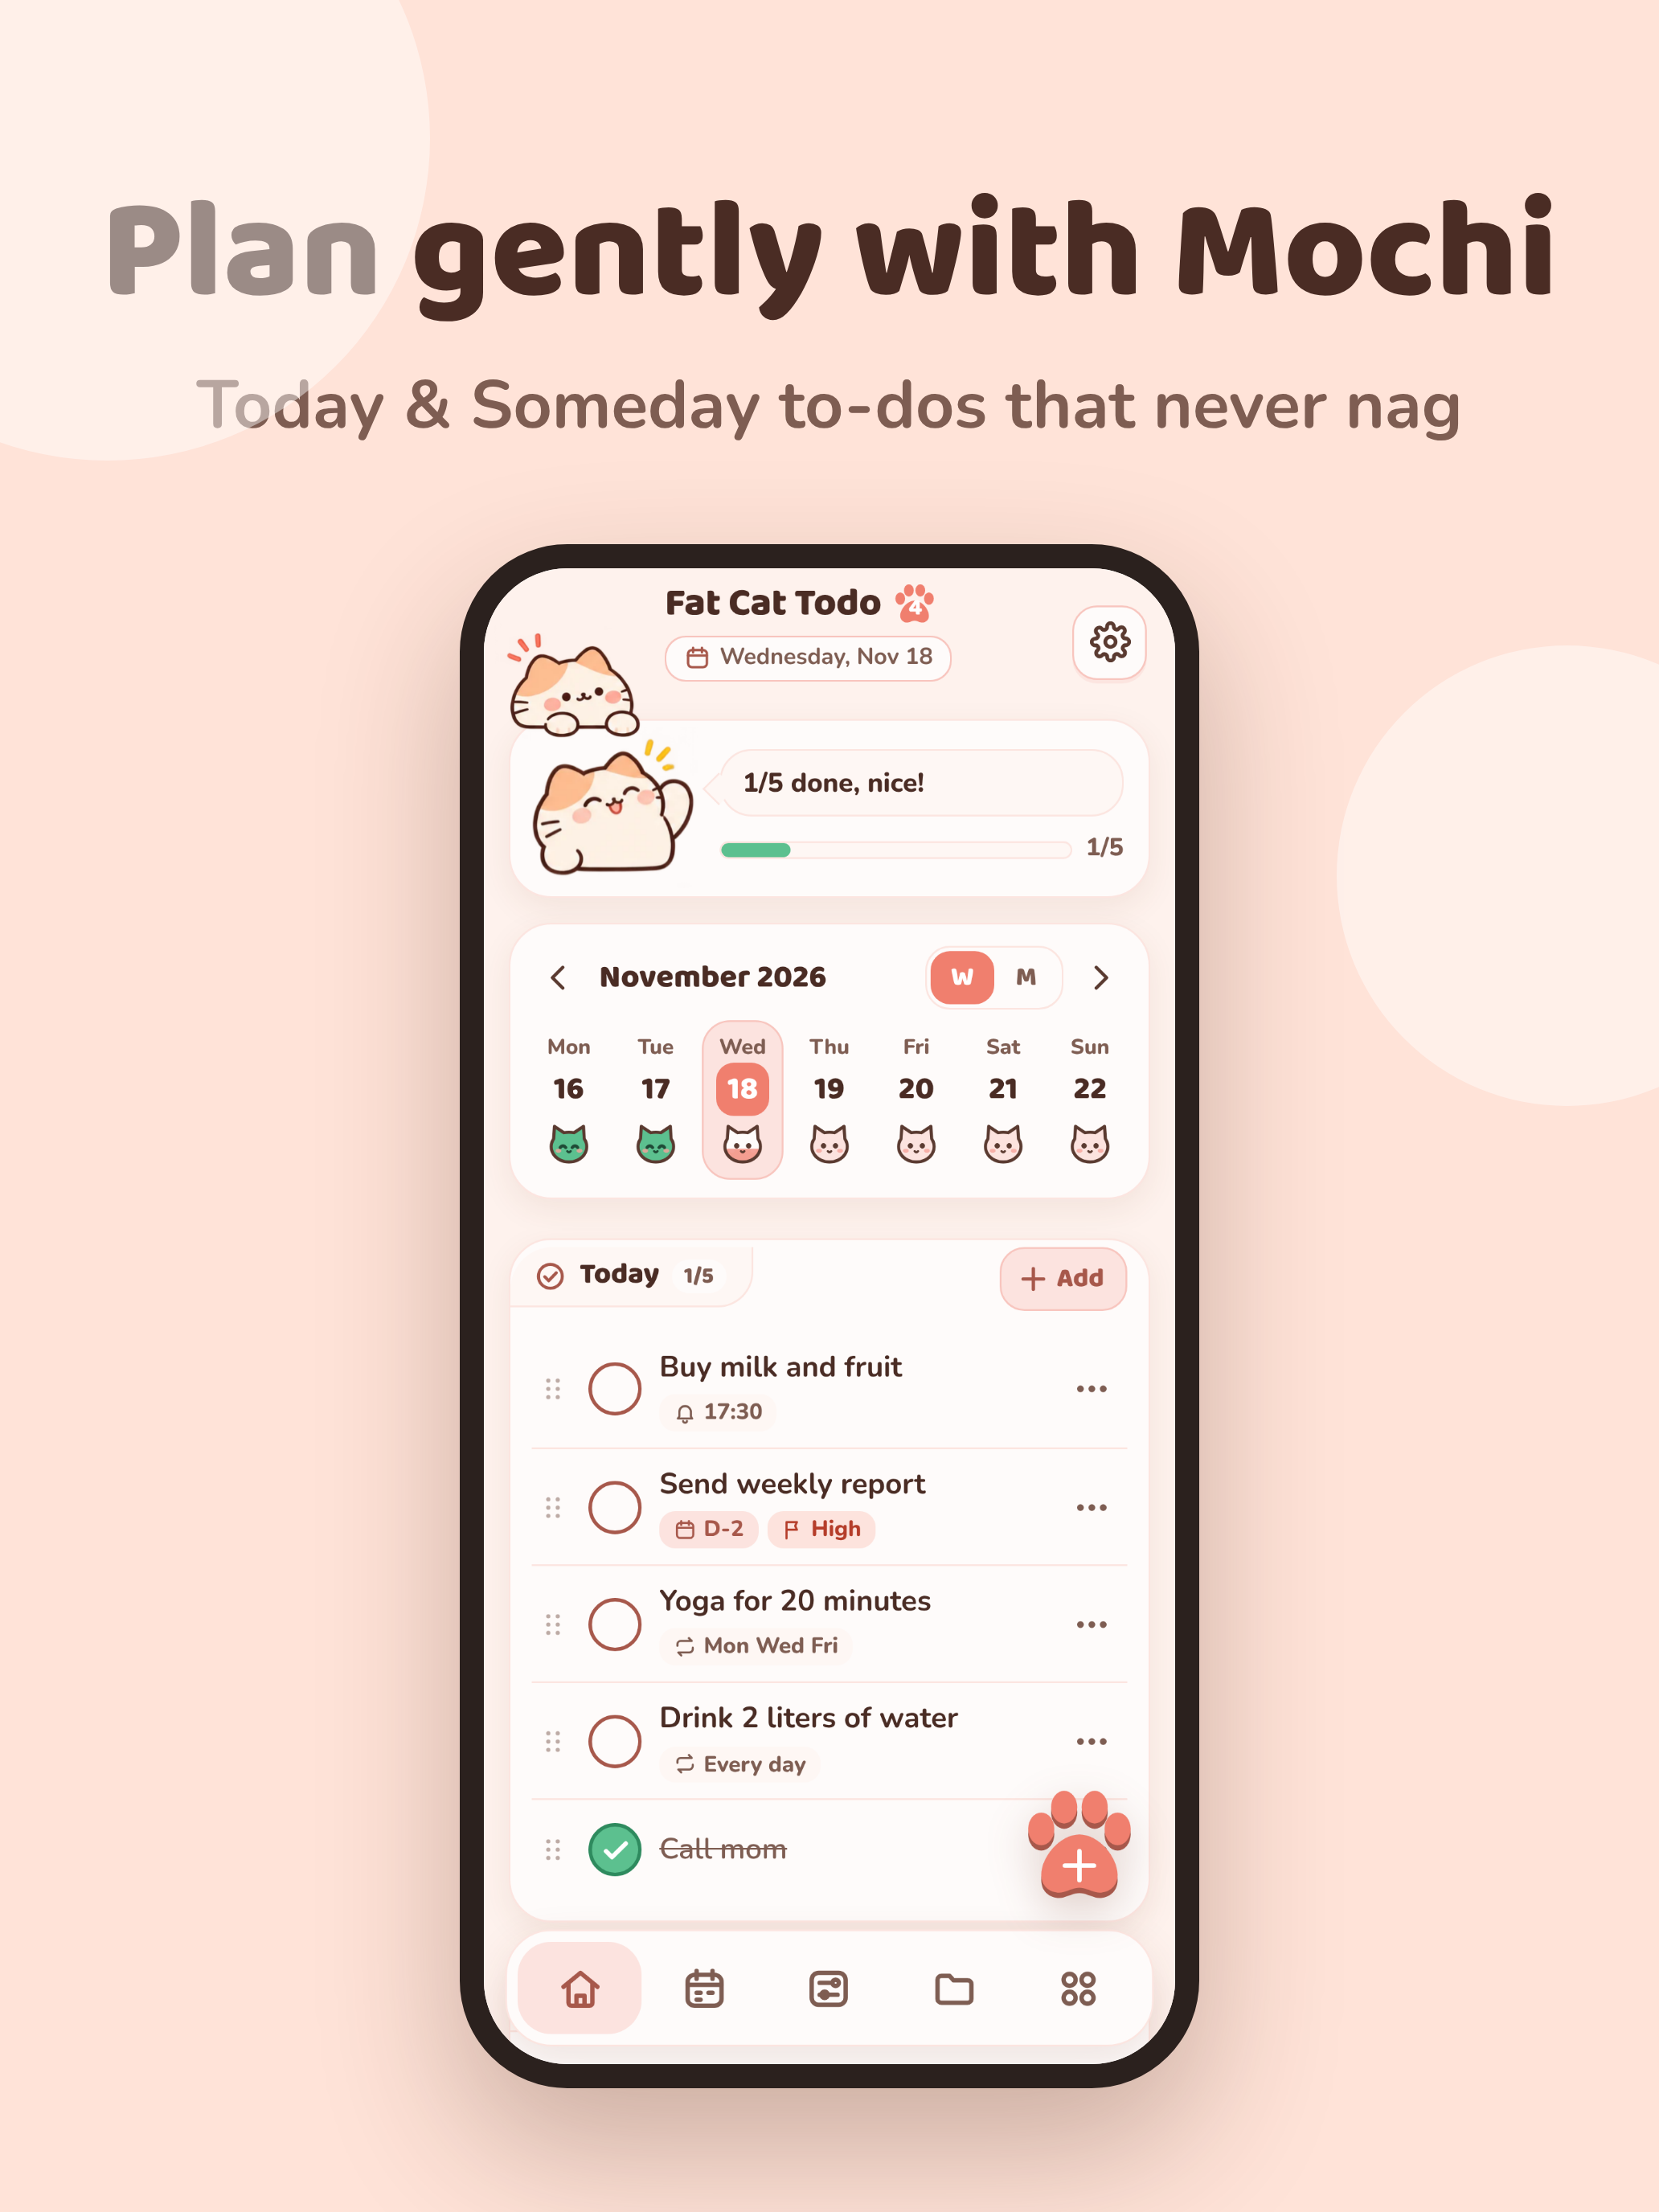 Plan gently with Mochi
Today & Someday to-dos that never nag
Fat Cat Todo 4
Wednesday, Nov 18
1/5 done, nice!
1/5
November 2026 W M
Mon Tue Wed Thu Fri Sat Sun
16 17 18 19 20 21 22
Today 1/5 + Add
Buy milk and fruit
17:30
Send weekly report
D-2 High
Yoga for 20 minutes
Mon Wed Fri
Drink 2 liters of water
Every day
Call mom